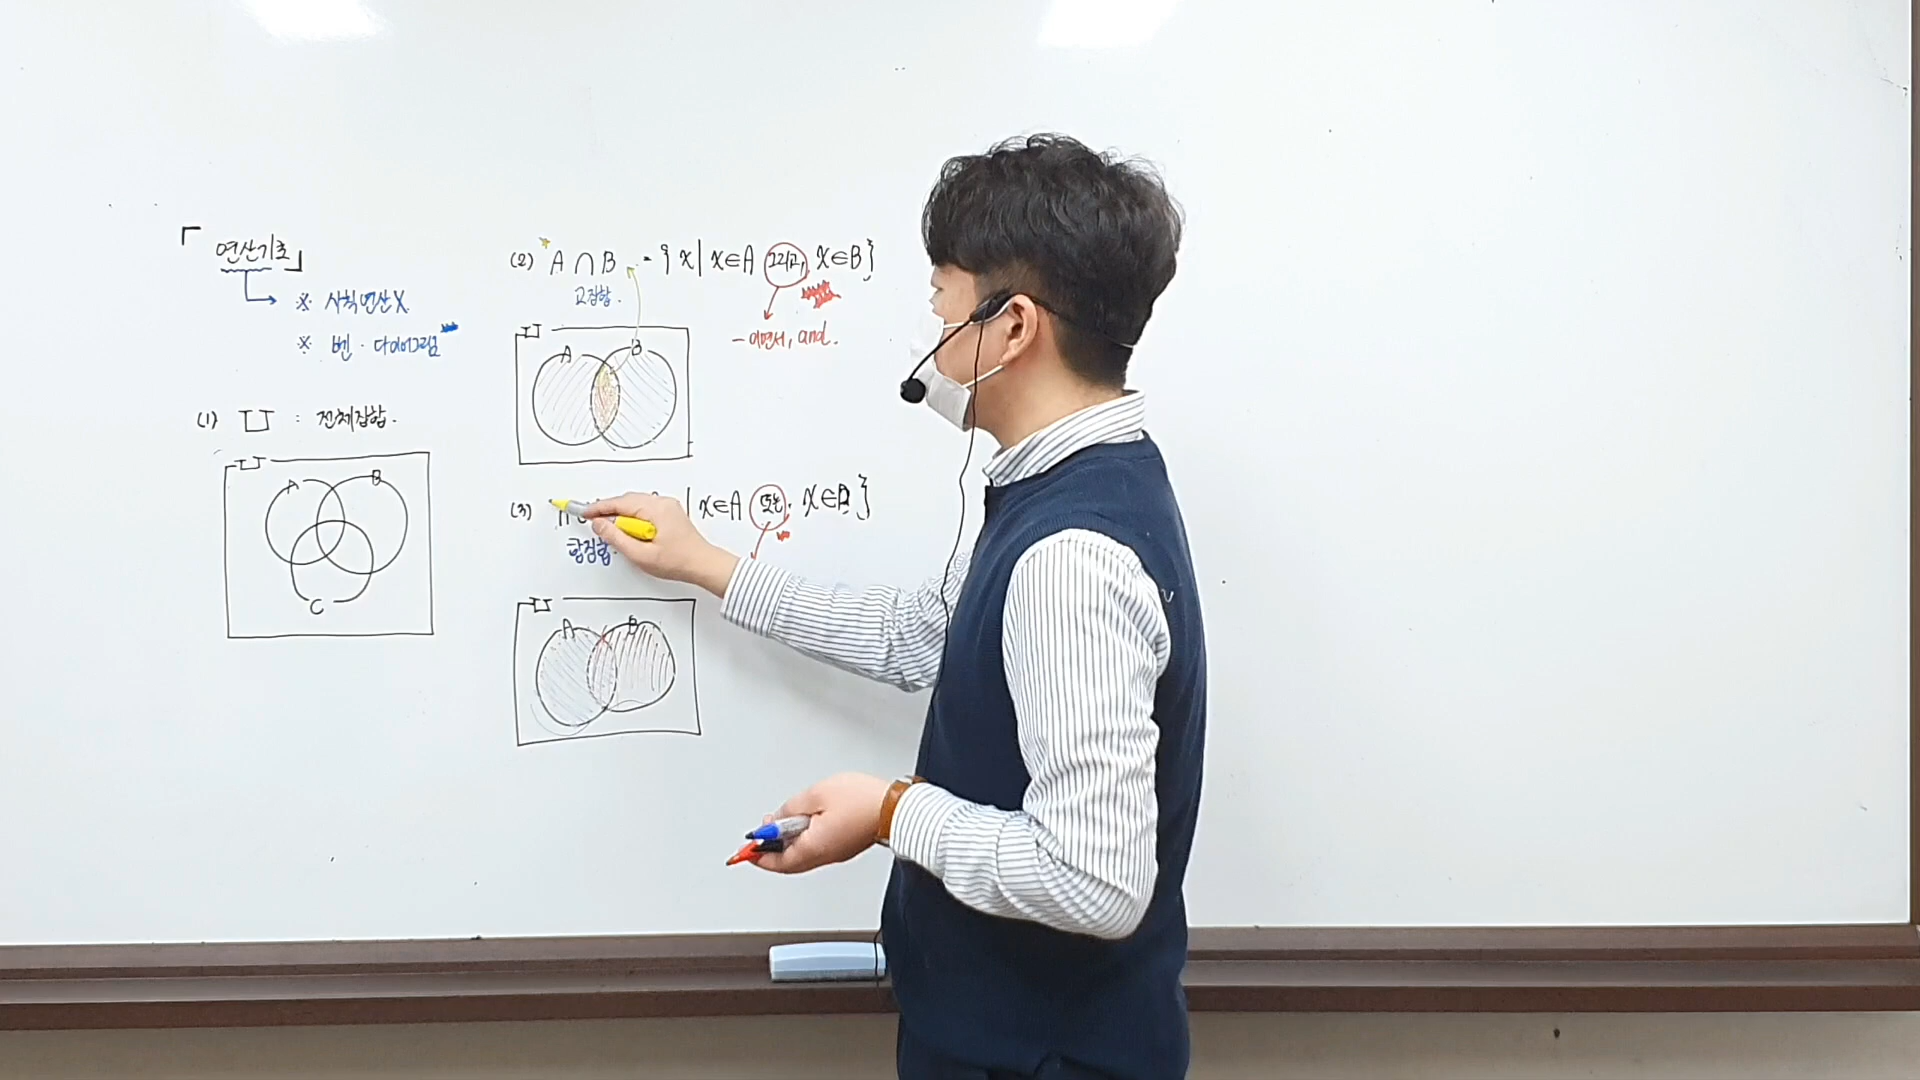 「연산기초」
※ 사칙연산 X
※ 벤·다이어그램
(1) U : 전체집합.
U
A B
C
(2) A ∩ B = { x | x∈A 그리고, x∈B }
교집합.
-이면서, and.
U
A B
(3) | x∈A 또는, x∈B }
합집합.
U
A B